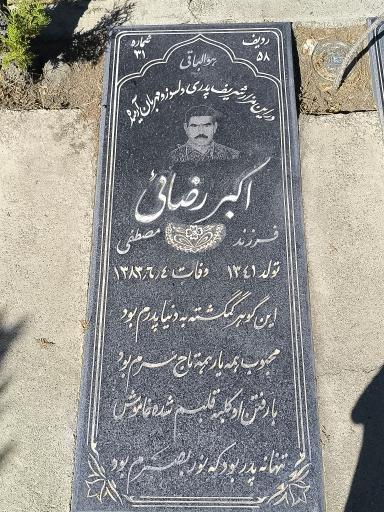 ردیف ۵۸
شماره ۳۱
هوالباقی
در این مزار شریف پدری دلسوز و مهربان آرمیده
اکبر رضائی
فرزند مصطفی
تولد ۱۳۴۱ وفات ۱۳۸۳٫۶٫۴
این گوهر گمگشته به دنیا پدرم بود
محبوب همه یار همه تاج سرم بود
با رفتن او کلبه قلبم شده خاموش
تنها نه پدر بود که نور بصرم بود